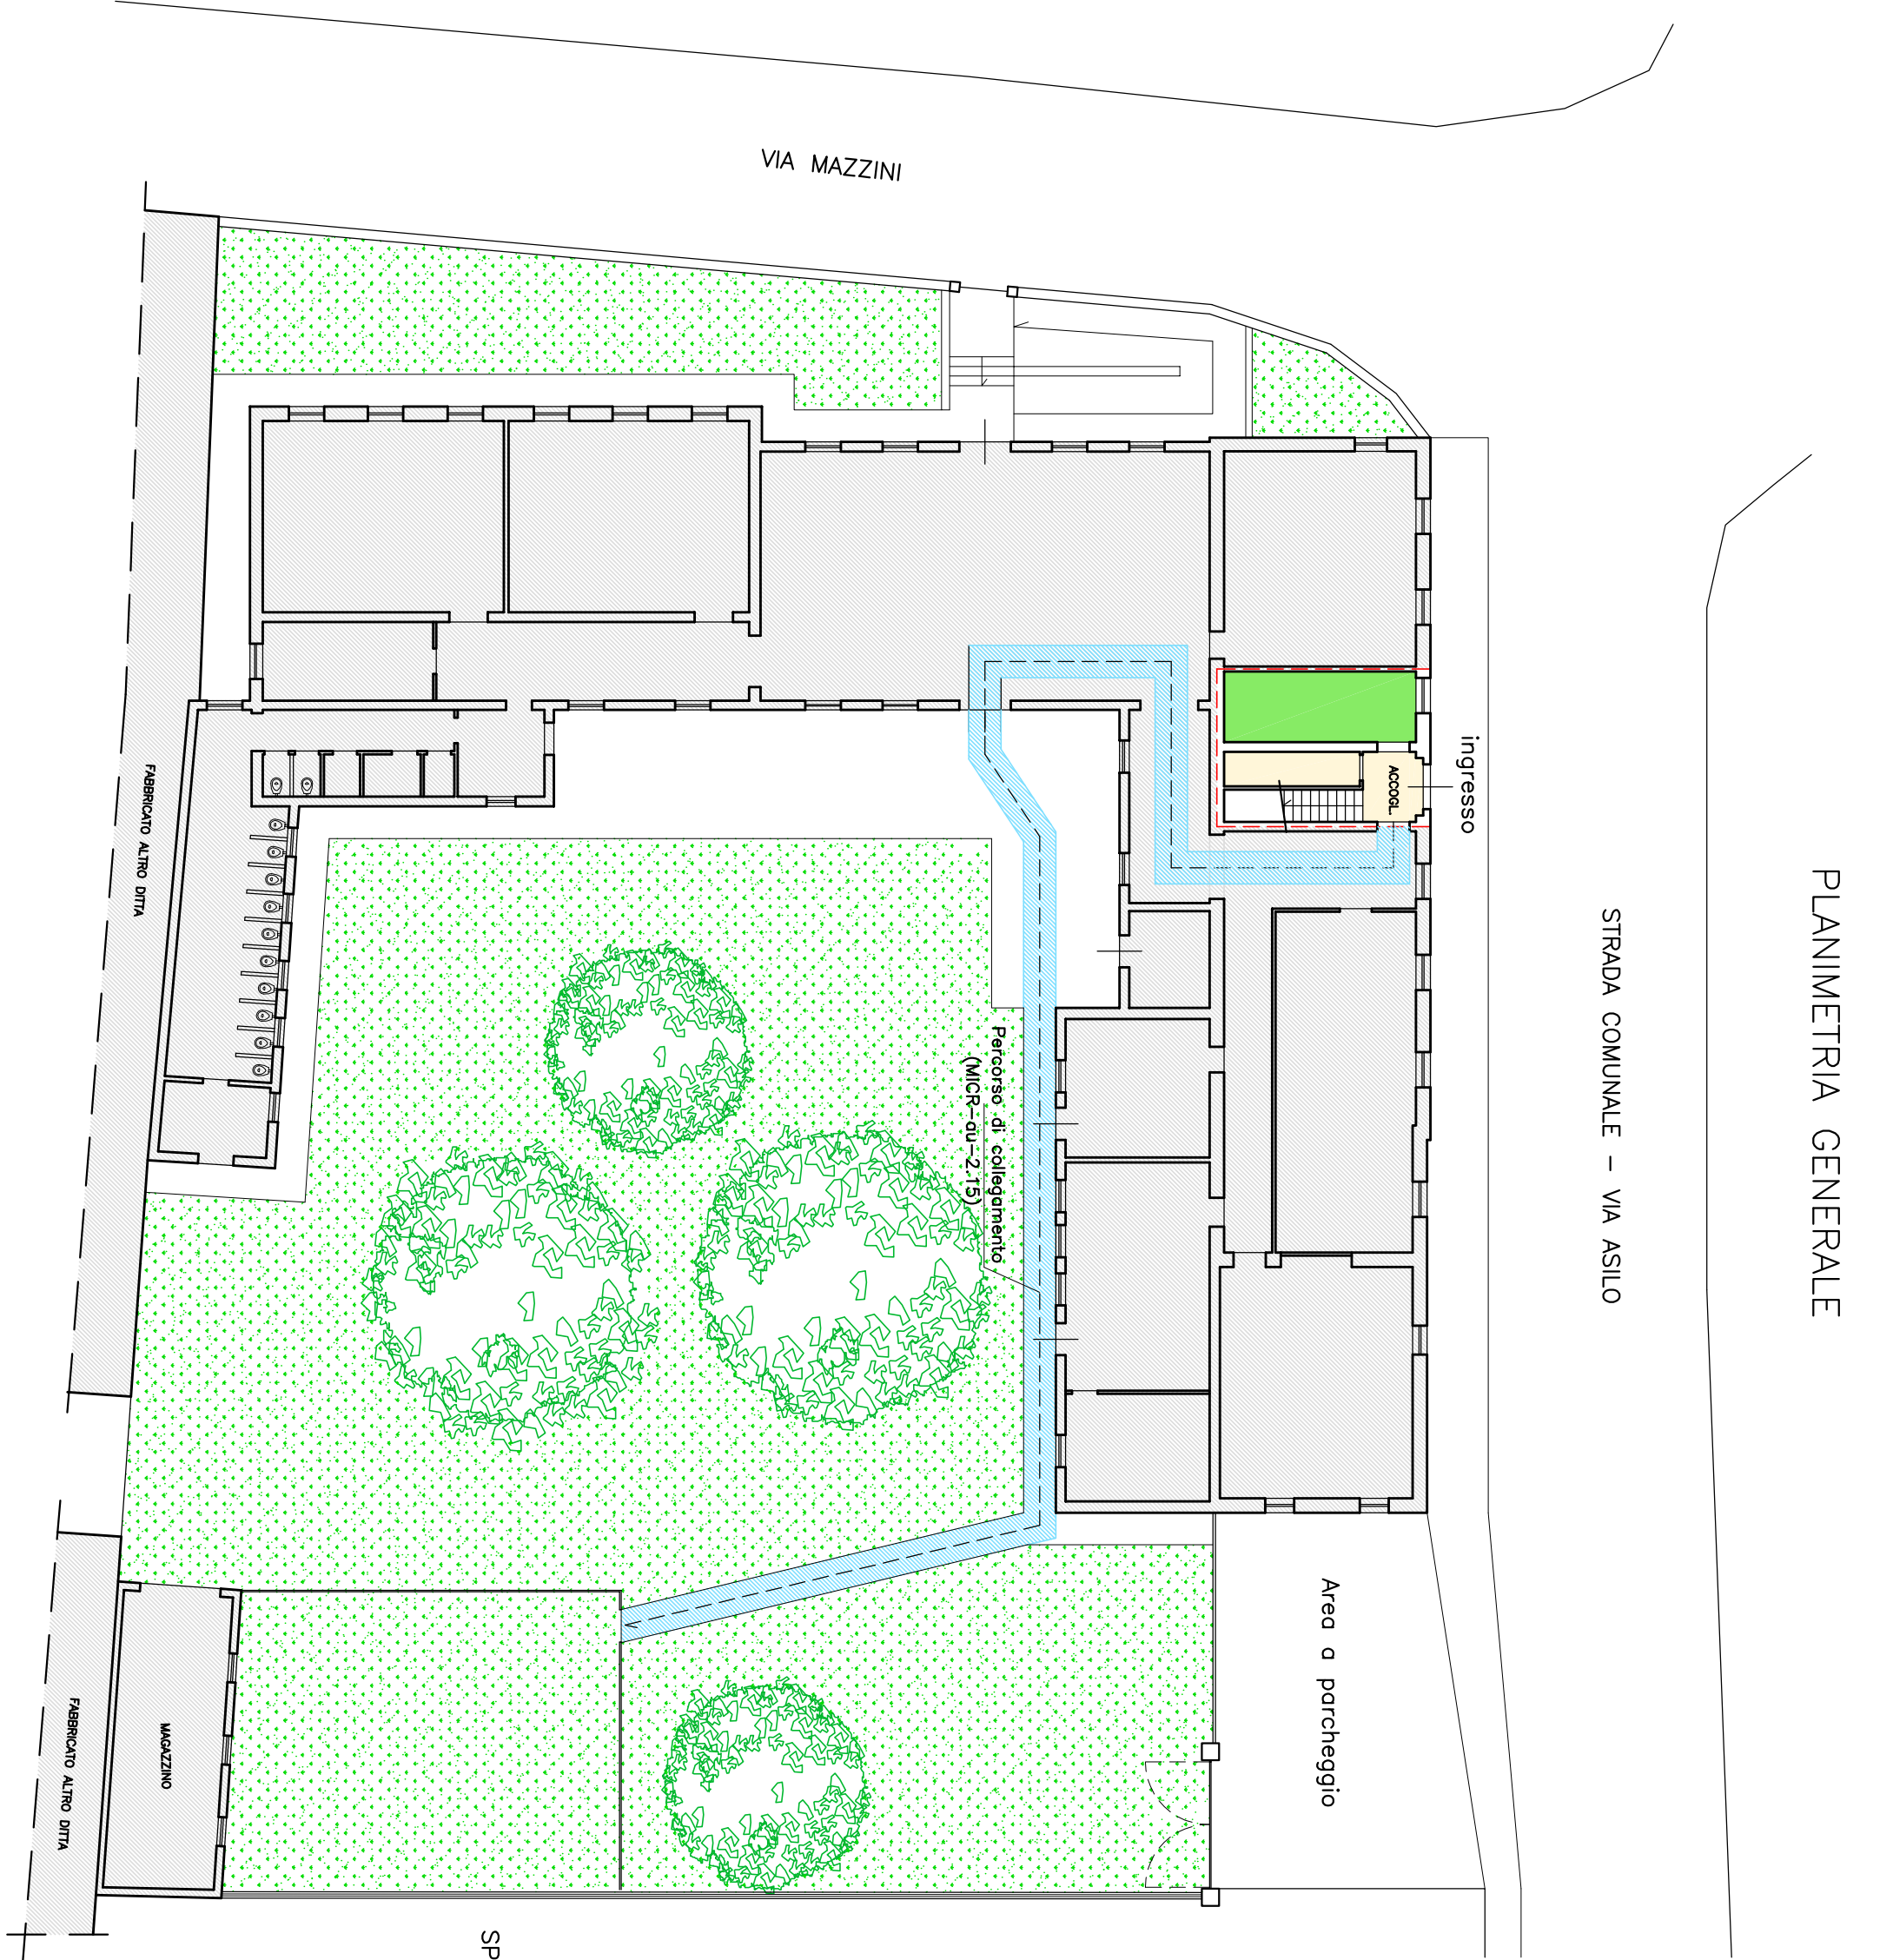 PLANIMETRIA GENERALE
STRADA COMUNALE - VIA ASILO
VIA MAZZINI
ingresso
ACCOGL.
Percorso di collegamento
(MICR-au-2.15)
Area a parcheggio
FABBRICATO ALTRO DITTA
FABBRICATO ALTRO DITTA
MAGAZZINO
SP